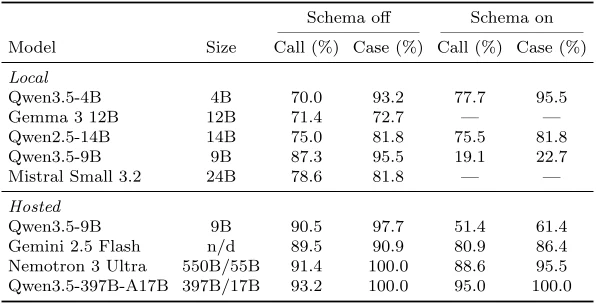 Schema off Schema on
Model Size Call (%) Case (%) Call (%) Case (%)
Local
Qwen3.5-4B 4B 70.0 93.2 77.7 95.5
Gemma 3 12B 12B 71.4 72.7 — —
Qwen2.5-14B 14B 75.0 81.8 75.5 81.8
Qwen3.5-9B 9B 87.3 95.5 19.1 22.7
Mistral Small 3.2 24B 78.6 81.8 — —
Hosted
Qwen3.5-9B 9B 90.5 97.7 51.4 61.4
Gemini 2.5 Flash n/d 89.5 90.9 80.9 86.4
Nemotron 3 Ultra 550B/55B 91.4 100.0 88.6 95.5
Qwen3.5-397B-A17B 397B/17B 93.2 100.0 95.0 100.0